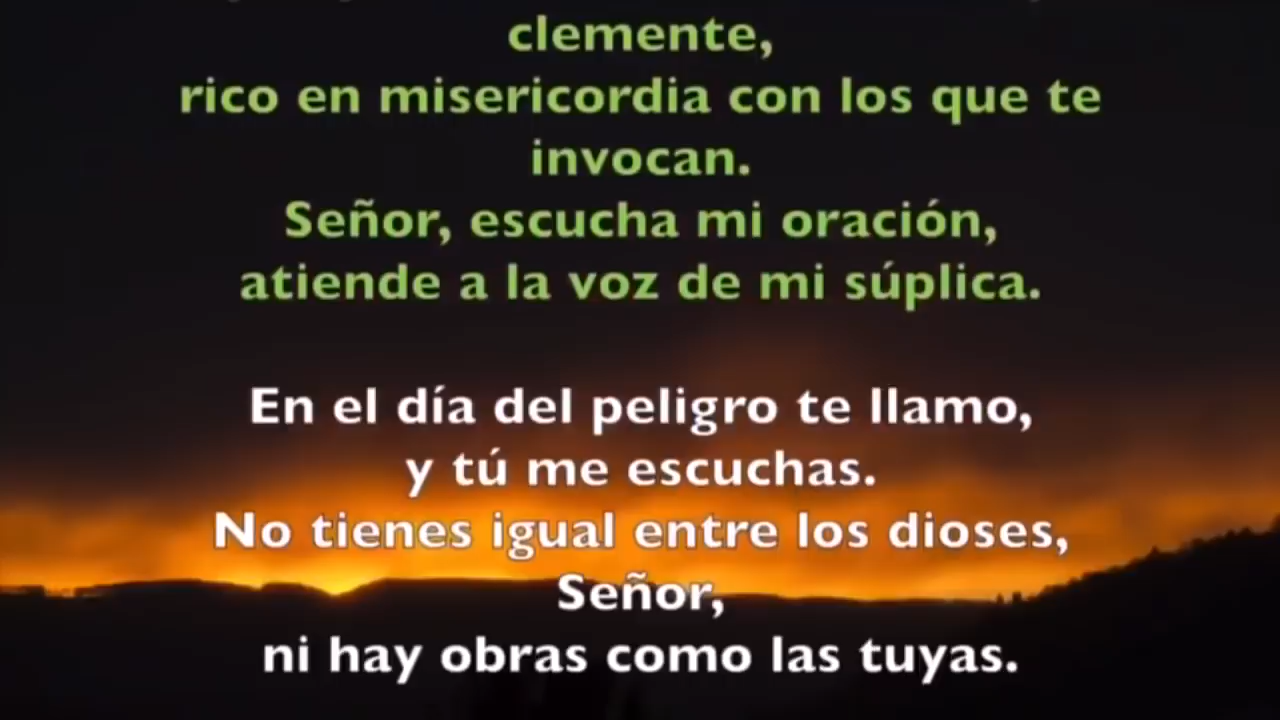 clemente,
rico en misericordia con los que te
invocan.
Señor, escucha mi oración,
atiende a la voz de mi súplica.
En el día del peligro te llamo,
y tú me escuchas.
No tienes igual entre los dioses,
Señor,
ni hay obras como las tuyas.